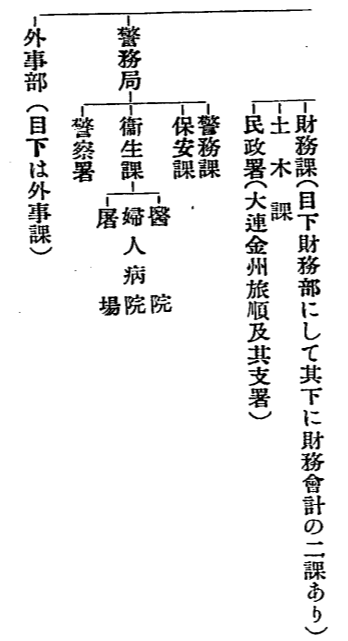 財務課(目下財務部にして其下に財務會計の二課あり)
土木課
民政署(大連金州旅順及其支署)
警務局
警務課
保安課
衞生課
醫院
婦人病院
屠場
警察署
外事部(目下は外事課)